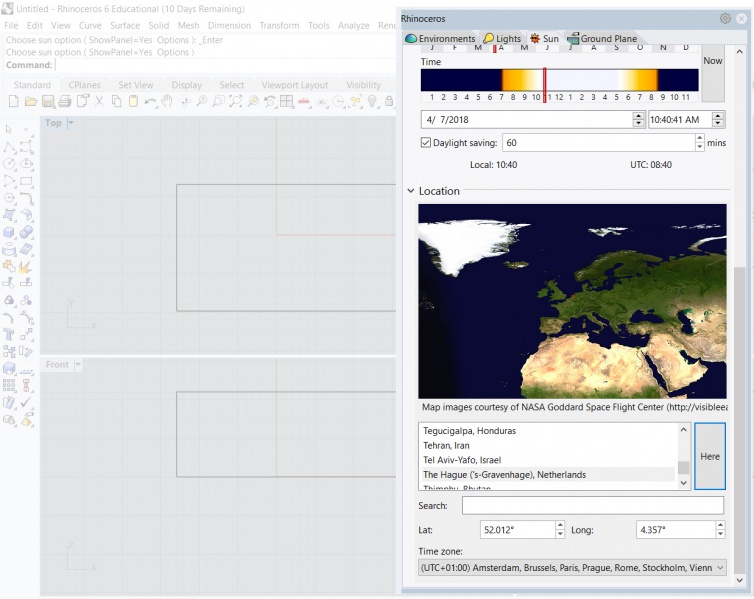 Untitled - Rhinoceros 6 Educational (10 Days Remaining)
File Edit View Curve Surface Solid Mesh Dimension Transform Tools Analyze
Choose sun option ( ShowPanel=Yes Options ): _Enter
Choose sun option ( ShowPanel=Yes Options )
Command:
Standard CPlanes Set View Display Select Viewport Layout Visibility
Top
y
x
Front
z
x
Rhinoceros
Environments Lights Sun Ground Plane
J F M A M J J A S O N D
Time
Now
1 2 3 4 5 6 7 8 9 10 1 12 1 2 3 4 5 6 7 8 9 10 11
4/ 7/2018 10:40:41 AM
Daylight saving: 60 mins
Local: 10:40 UTC: 08:40
Location
Map images courtesy of NASA Goddard Space Flight Center (http://visibleea
Tegucigalpa, Honduras
Tehran, Iran
Tel Aviv-Yafo, Israel
The Hague ('s-Gravenhage), Netherlands
Thimphu, Bhutan
Here
Search:
Lat: 52.012° Long: 4.357°
Time zone:
(UTC+01:00) Amsterdam, Brussels, Paris, Prague, Rome, Stockholm, Vienn